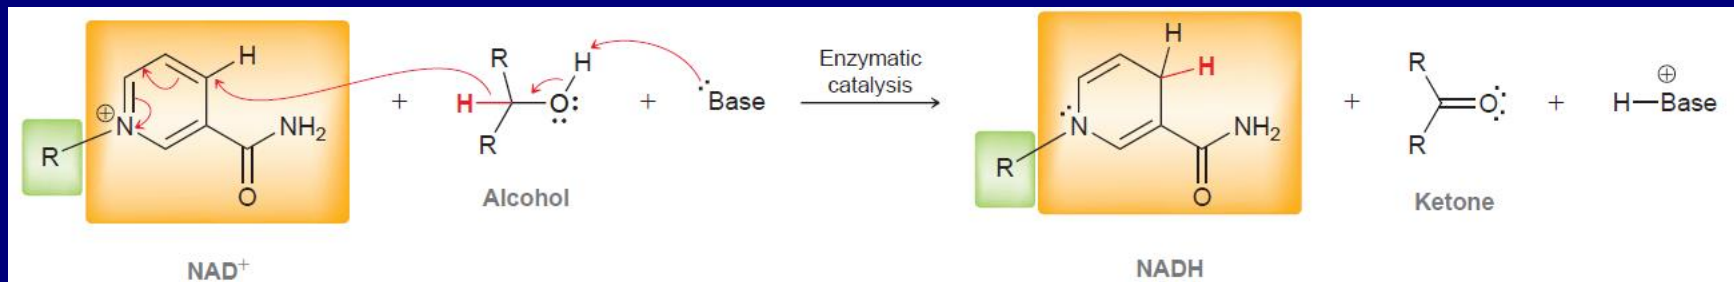 H
N
⊕
R
NH₂
O
NAD⁺
+
R
H
H
O
R
Alcohol
+
:Base
Enzymatic
catalysis
H
H
N
R
NH₂
O
NADH
+
R
O
R
Ketone
+
⊕
H—Base